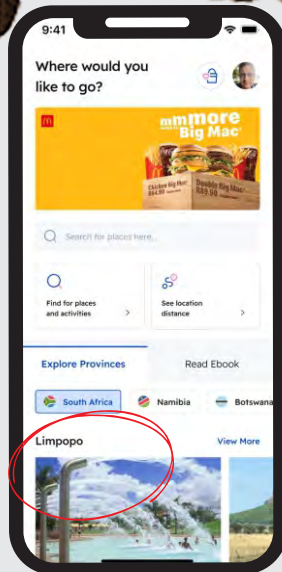 9:41
Where would you
like to go?
mmmore
Big Mac
Chicken Big Mac
Double Big Mac
R89.90
Search for places here..
Find for places
and activities
See location
distance
Explore Provinces
Read Ebook
South Africa
Namibia
Botswana
Limpopo
View More